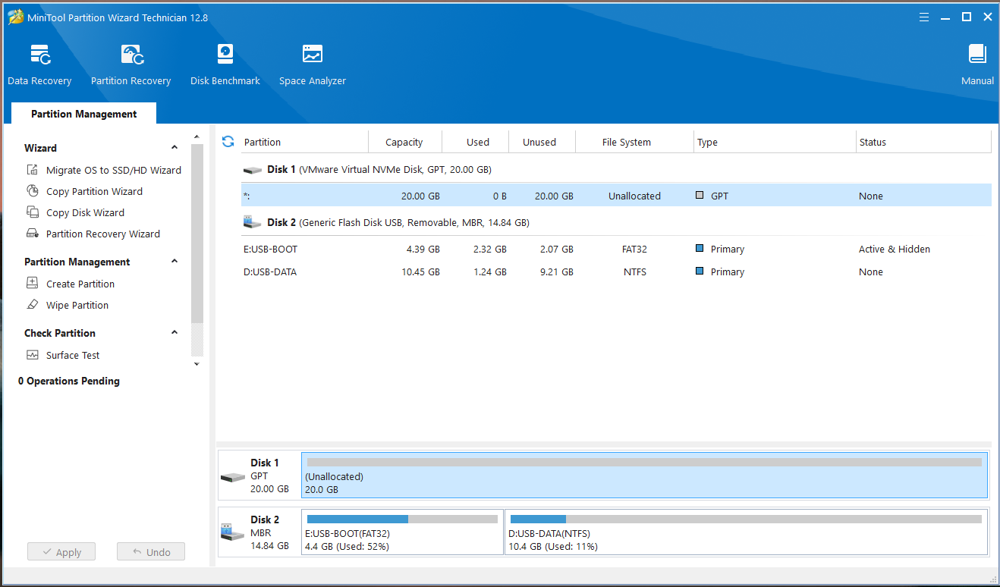 MiniTool Partition Wizard Technician 12.8
Data Recovery
Partition Recovery
Disk Benchmark
Space Analyzer
Manual
Partition Management
Wizard
Migrate OS to SSD/HD Wizard
Copy Partition Wizard
Copy Disk Wizard
Partition Recovery Wizard
Partition Management
Create Partition
Wipe Partition
Check Partition
Surface Test
0 Operations Pending
Apply
Undo
Partition Capacity Used Unused File System Type Status
Disk 1 (VMware Virtual NVMe Disk, GPT, 20.00 GB)
*: 20.00 GB 0 B 20.00 GB Unallocated GPT None
Disk 2 (Generic Flash Disk USB, Removable, MBR, 14.84 GB)
E:USB-BOOT 4.39 GB 2.32 GB 2.07 GB FAT32 Primary Active & Hidden
D:USB-DATA 10.45 GB 1.24 GB 9.21 GB NTFS Primary None
Disk 1
GPT
20.00 GB
(Unallocated)
20.0 GB
Disk 2
MBR
14.84 GB
E:USB-BOOT(FAT32)
4.4 GB (Used: 52%)
D:USB-DATA(NTFS)
10.4 GB (Used: 11%)